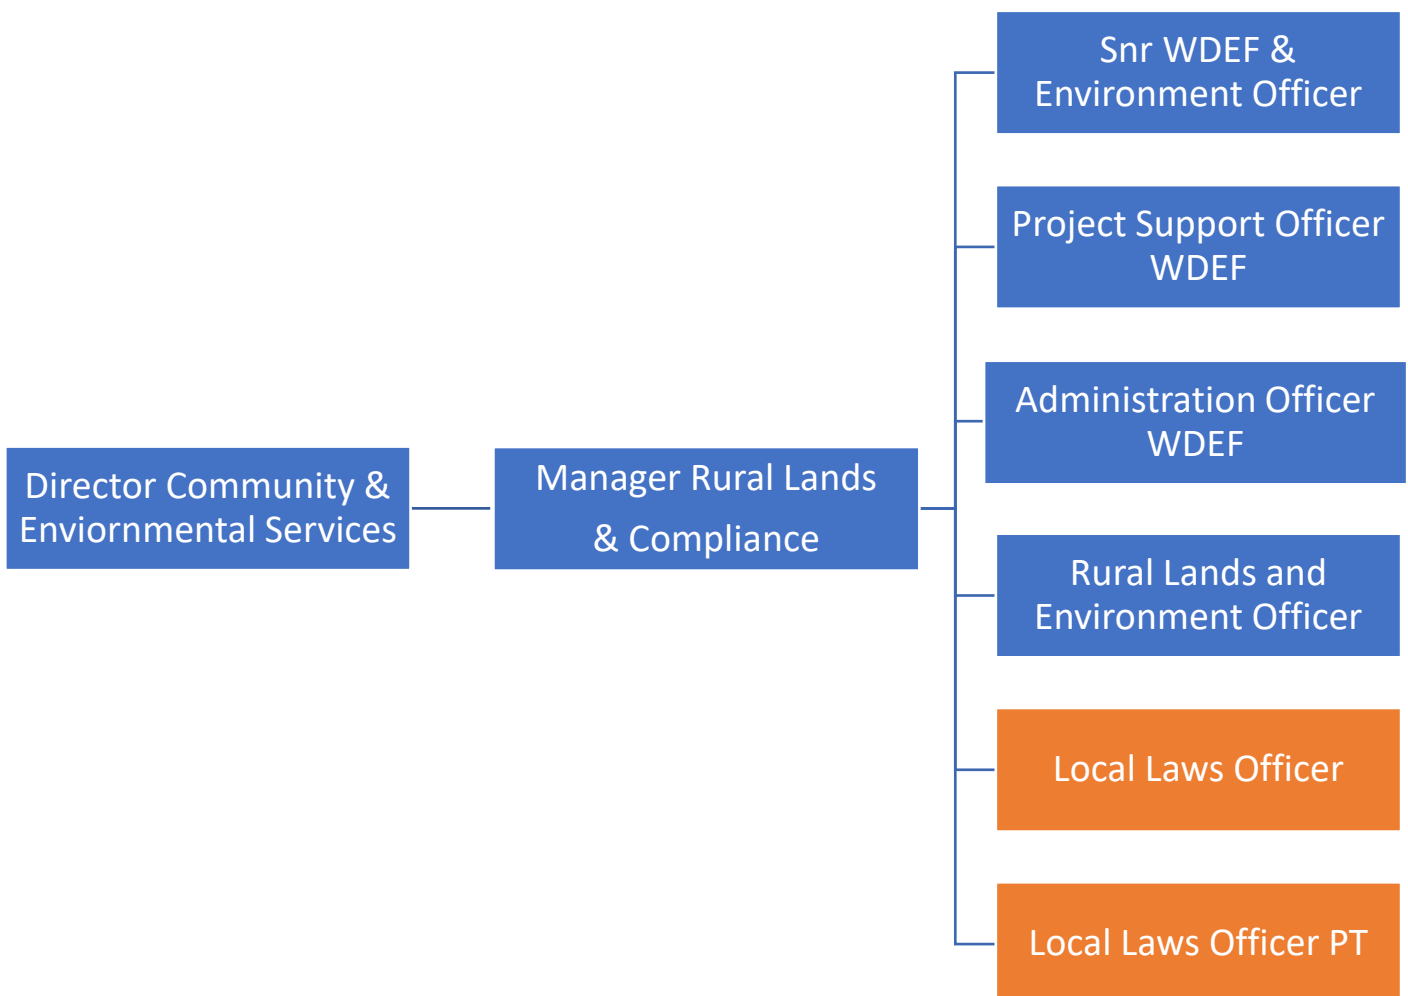 Snr WDEF &
Environment Officer
Project Support Officer
WDEF
Administration Officer
WDEF
Director Community &
Enviornmental Services
Manager Rural Lands
& Compliance
Rural Lands and
Environment Officer
Local Laws Officer
Local Laws Officer PT